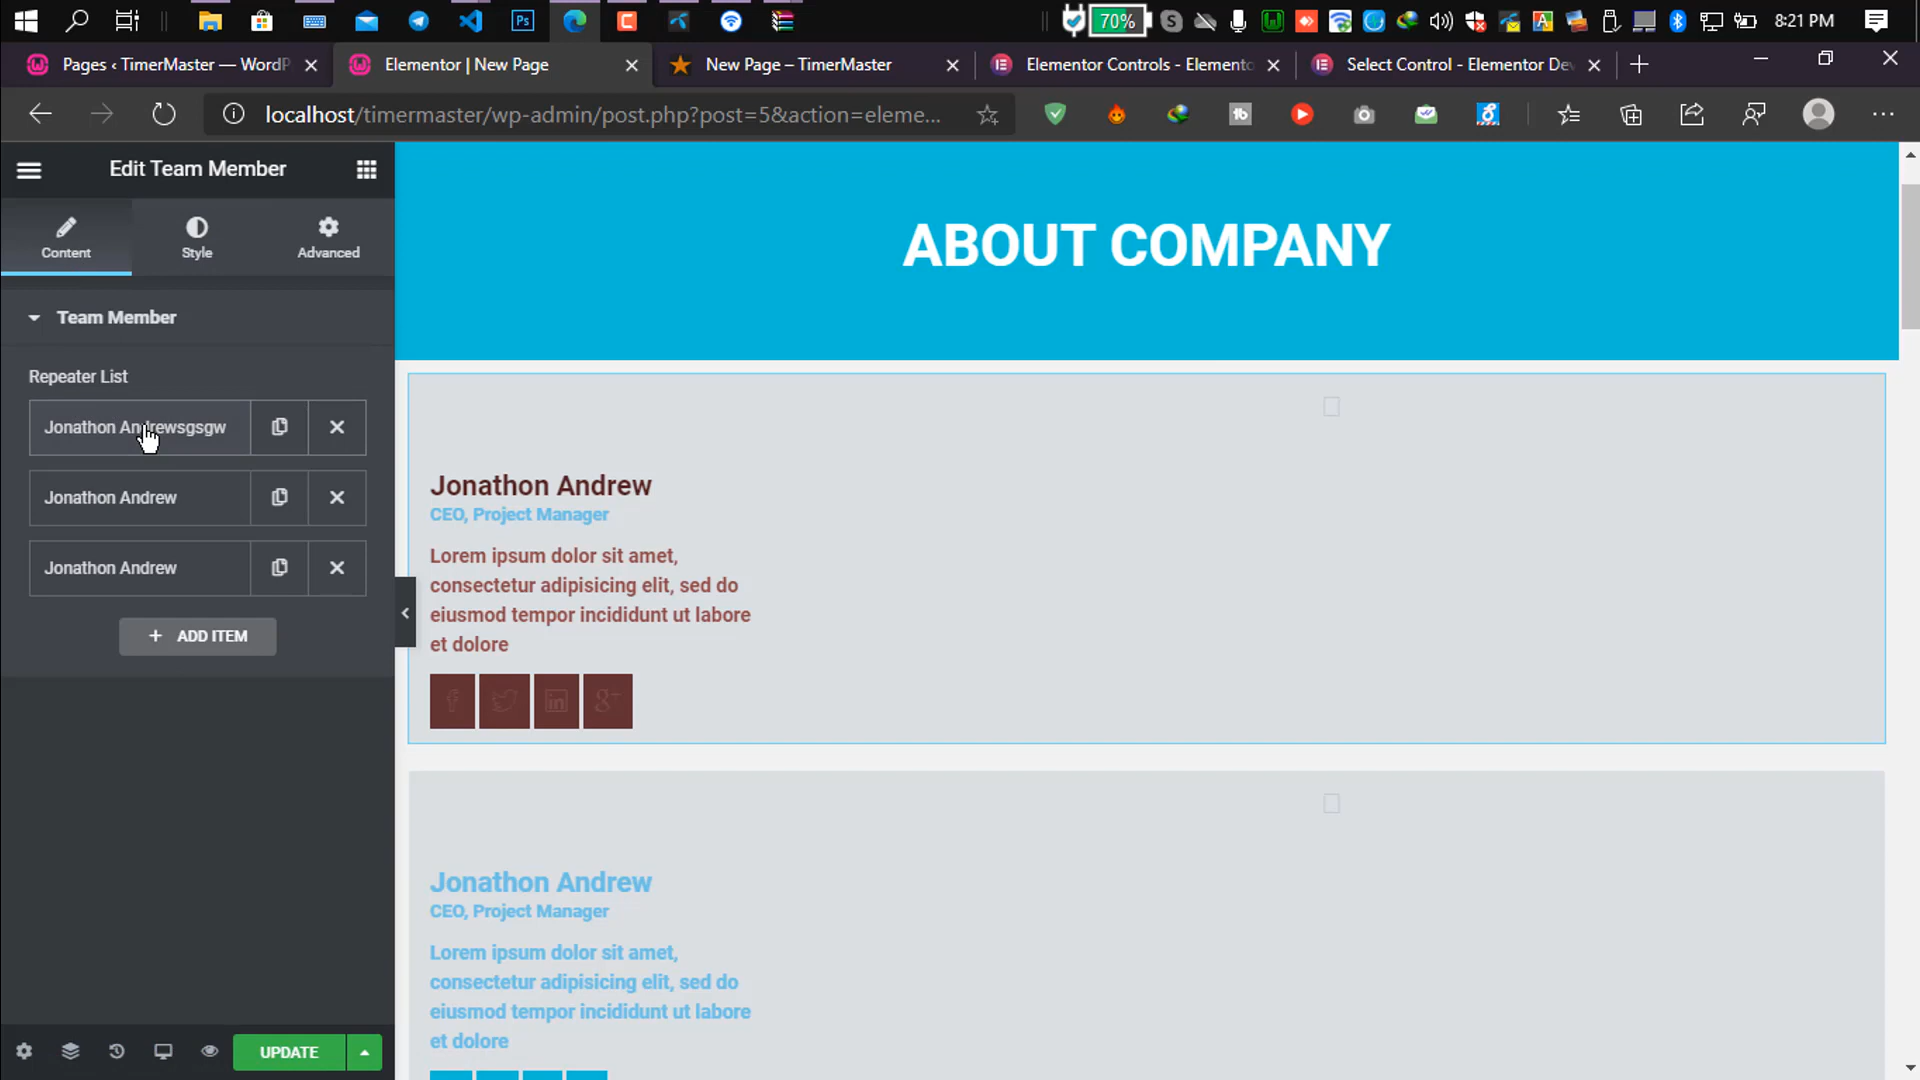 70%
8:21 PM
Pages ‹ TimerMaster — WordP
Elementor | New Page
New Page – TimerMaster
Elementor Controls - Elemento
Select Control - Elementor De
localhost/timermaster/wp-admin/post.php?post=5&action=eleme...
Edit Team Member
Content
Style
Advanced
Team Member
Repeater List
Jonathon Andrewsgsgw
Jonathon Andrew
Jonathon Andrew
+ ADD ITEM
UPDATE
ABOUT COMPANY
Jonathon Andrew
CEO, Project Manager
Lorem ipsum dolor sit amet,
consectetur adipisicing elit, sed do
eiusmod tempor incididunt ut labore
et dolore
Jonathon Andrew
CEO, Project Manager
Lorem ipsum dolor sit amet,
consectetur adipisicing elit, sed do
eiusmod tempor incididunt ut labore
et dolore